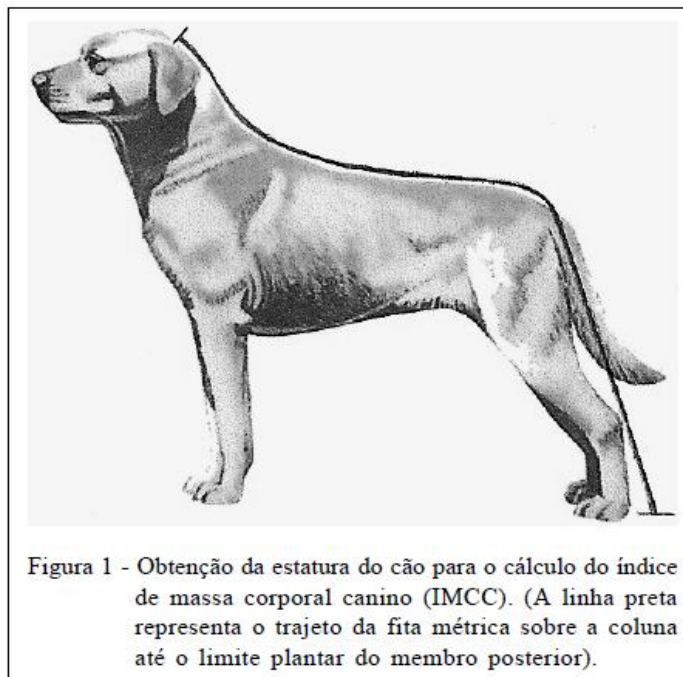 Figura 1 - Obtenção da estatura do cão para o cálculo do índice
de massa corporal canino (IMCC). (A linha preta
representa o trajeto da fita métrica sobre a coluna
até o limite plantar do membro posterior).